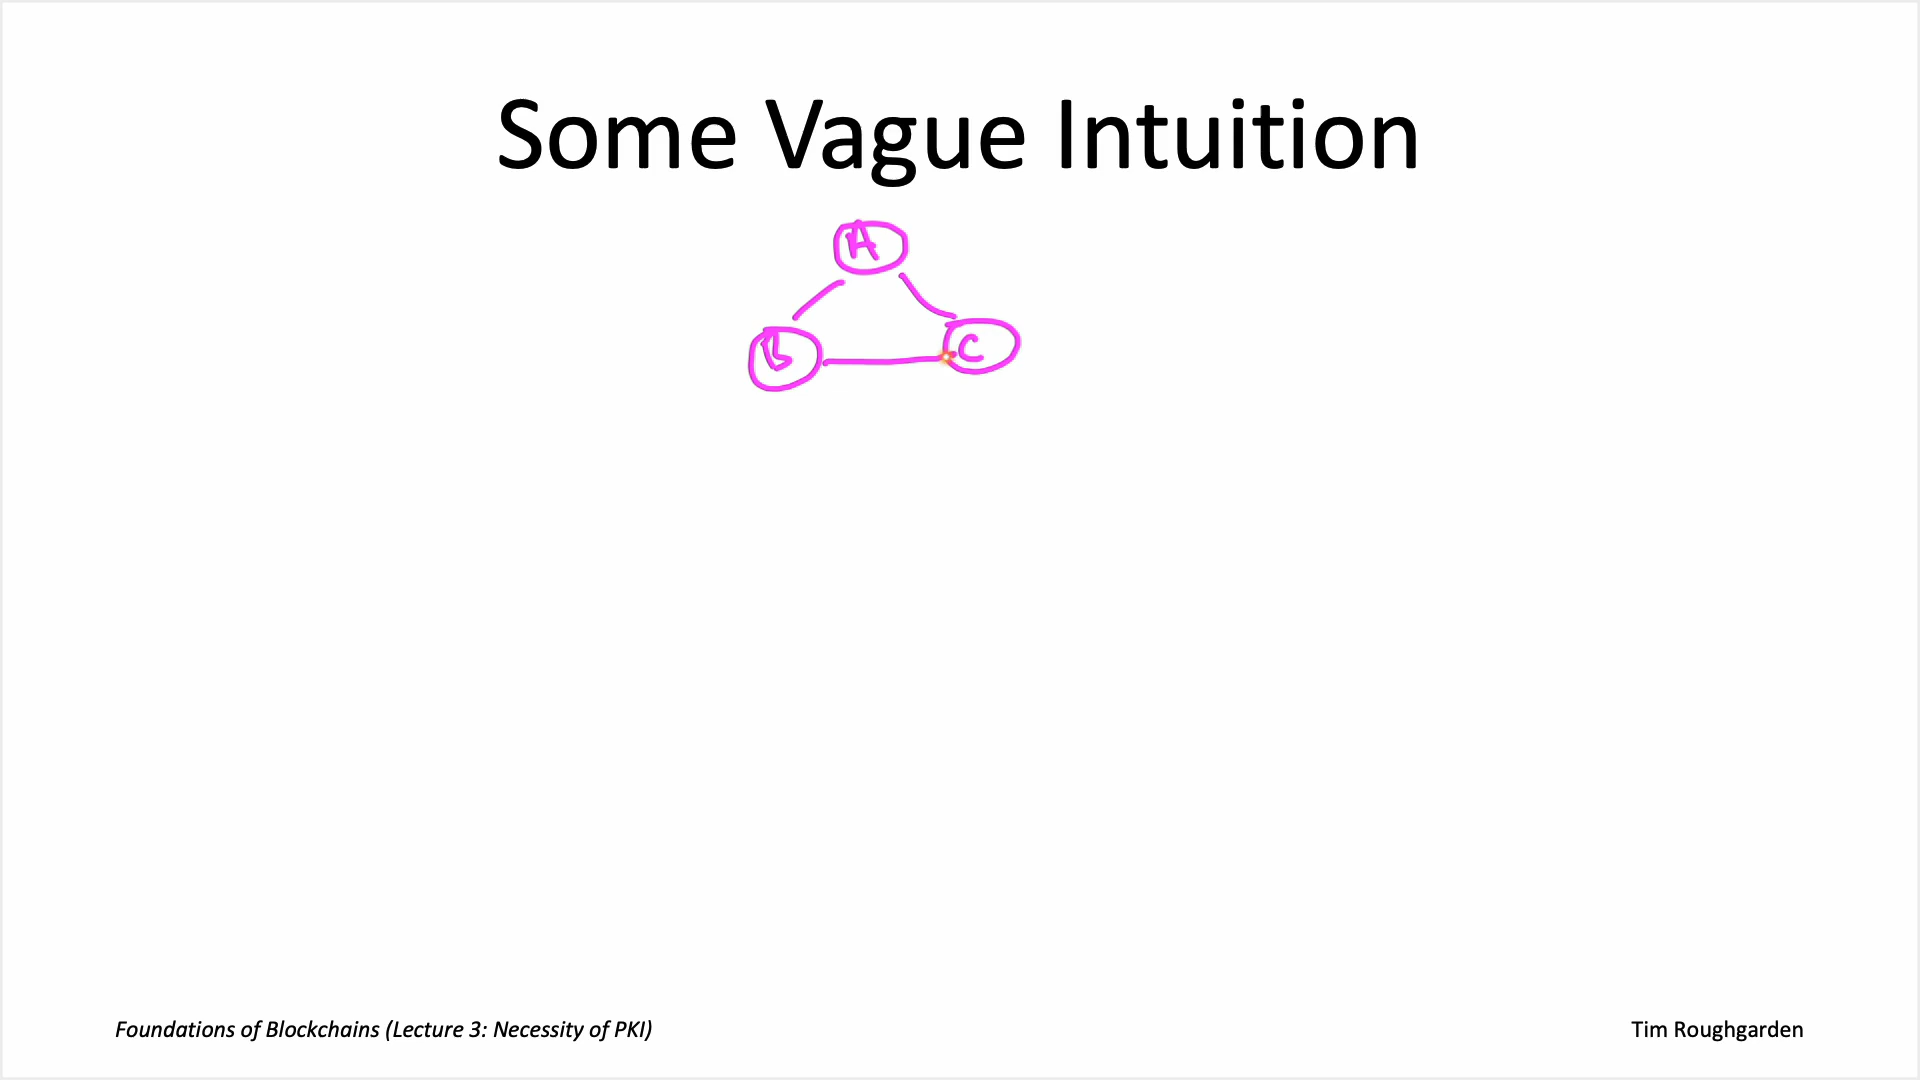 Some Vague Intuition
A
B
C
Foundations of Blockchains (Lecture 3: Necessity of PKI)
Tim Roughgarden